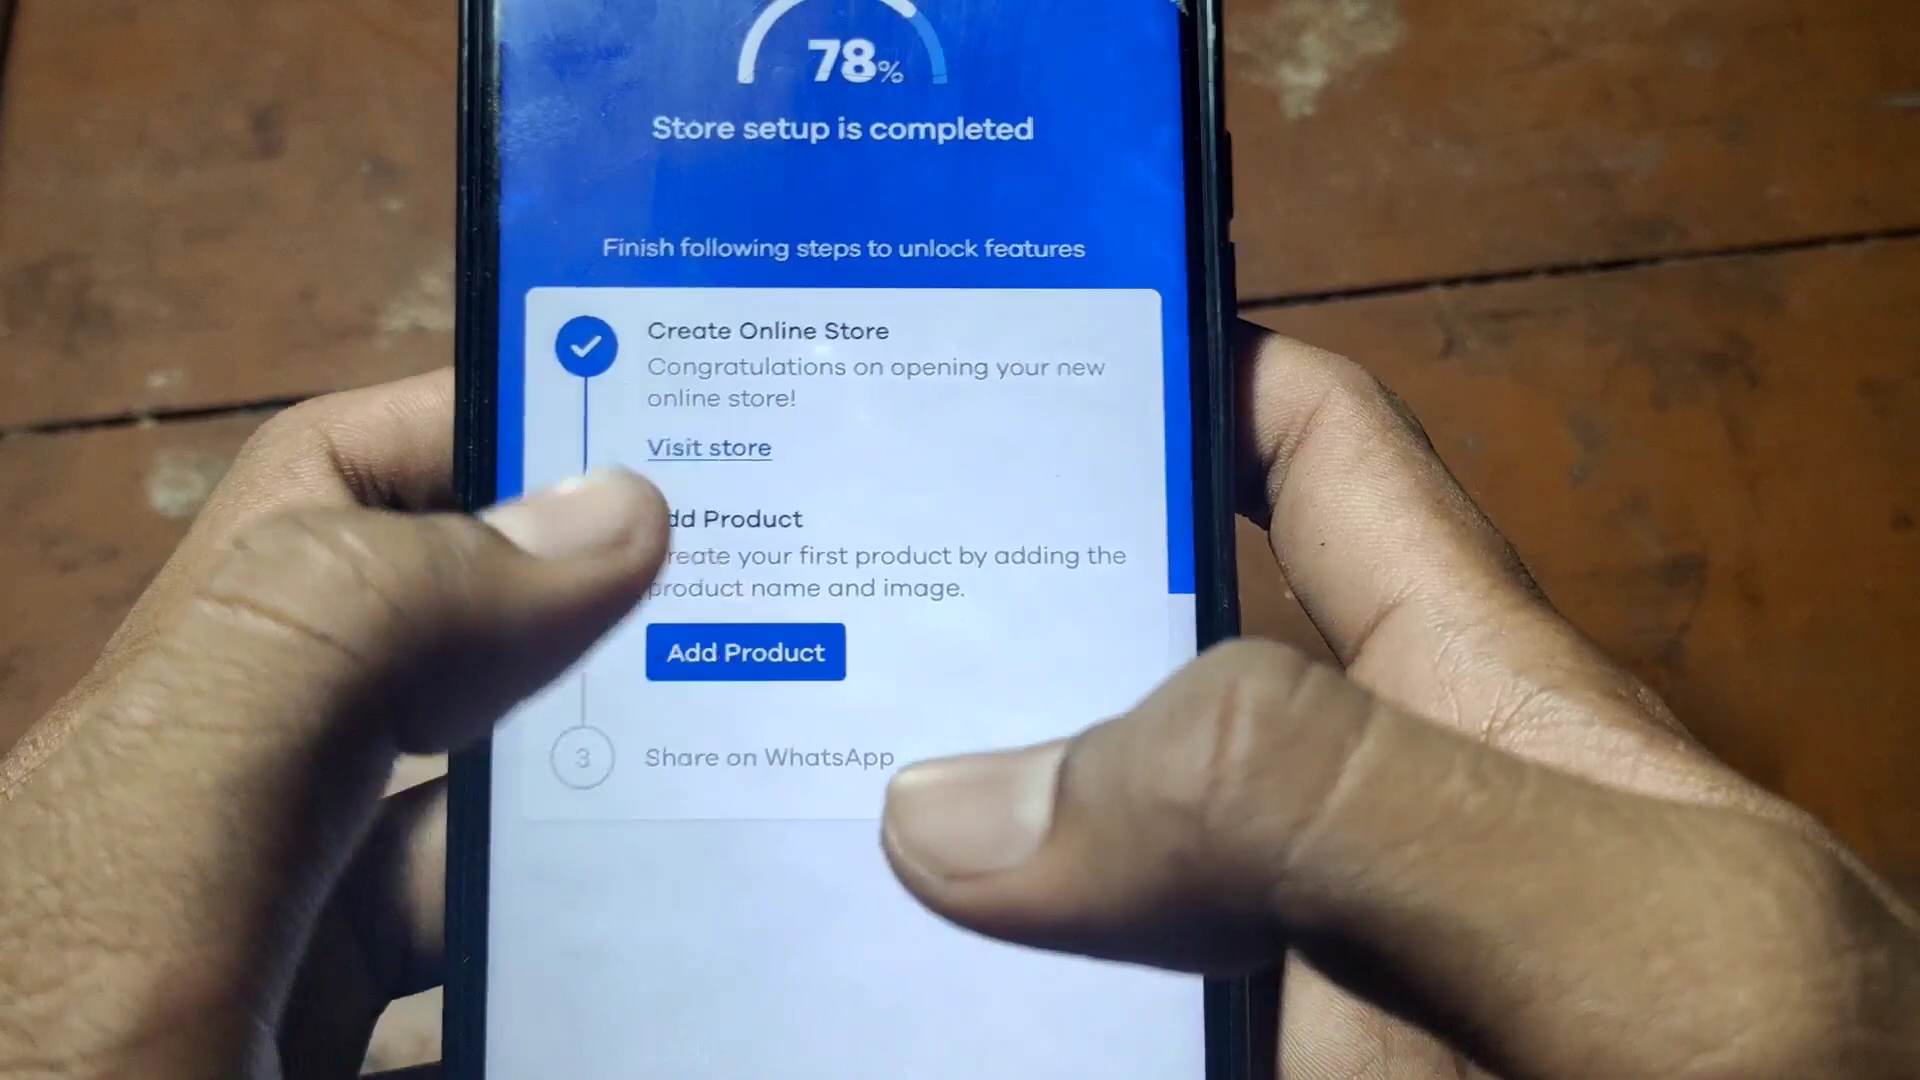 78%
Store setup is completed
Finish following steps to unlock features
Create Online Store
Congratulations on opening your new
online store!
Visit store
dd Product
reate your first product by adding the
product name and image.
Add Product
3 Share on WhatsApp